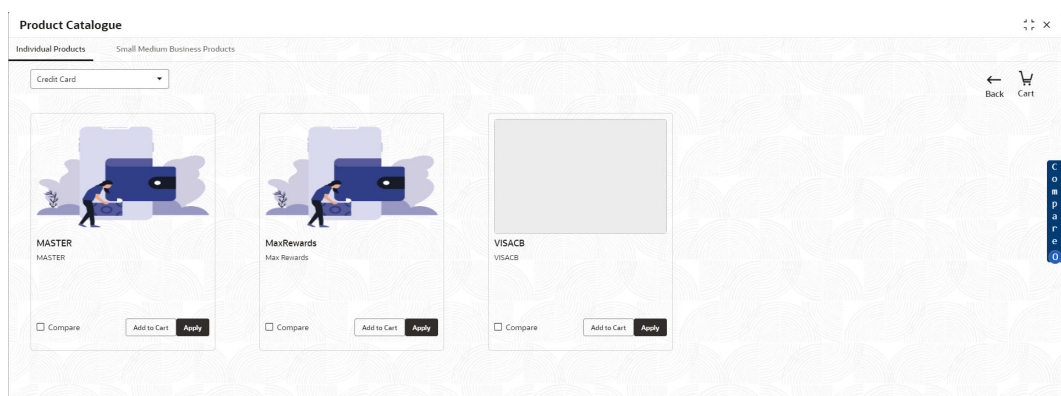 Product Catalogue
Individual Products Small Medium Business Products
Credit Card
Back Cart
MASTER
MASTER
Compare Add to Cart Apply
MaxRewards
Max Rewards
Compare Add to Cart Apply
VISACB
VISACB
Compare Add to Cart Apply
Compare 0